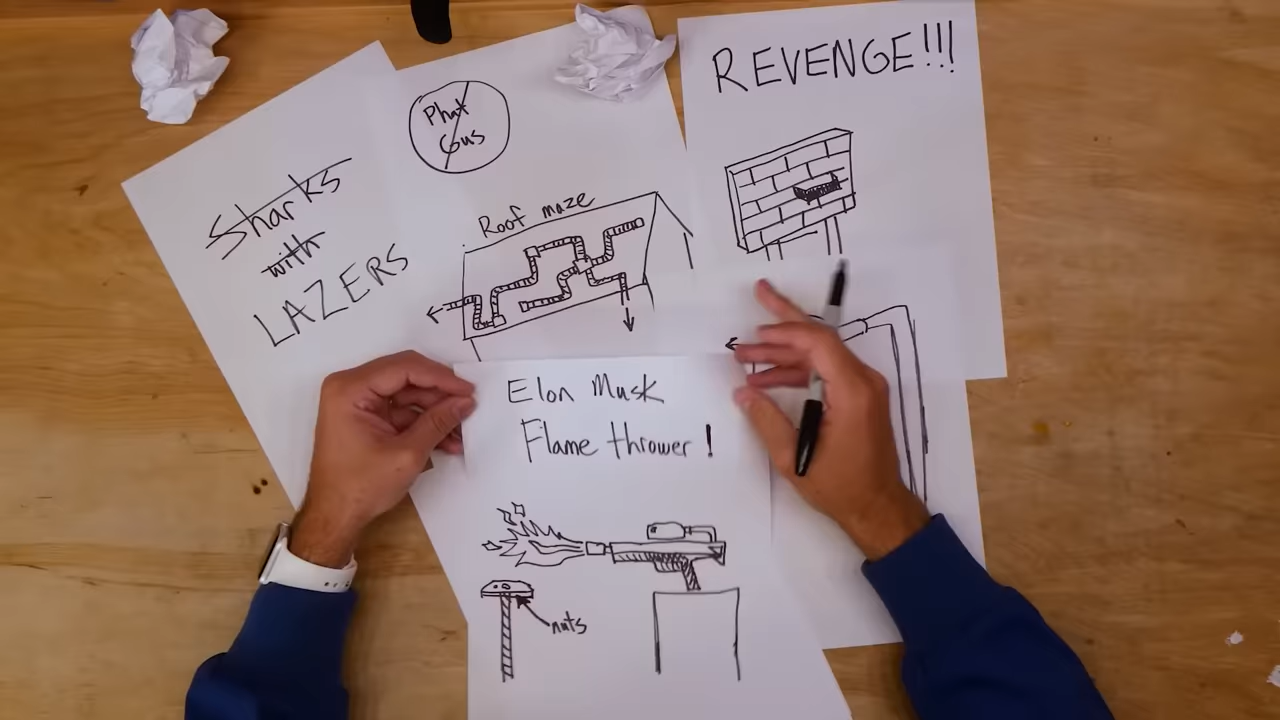 Sharks
with
LAZERS
Phat
Gus
Roof maze
REVENGE!!!
Elon Musk
Flame thrower!
nuts